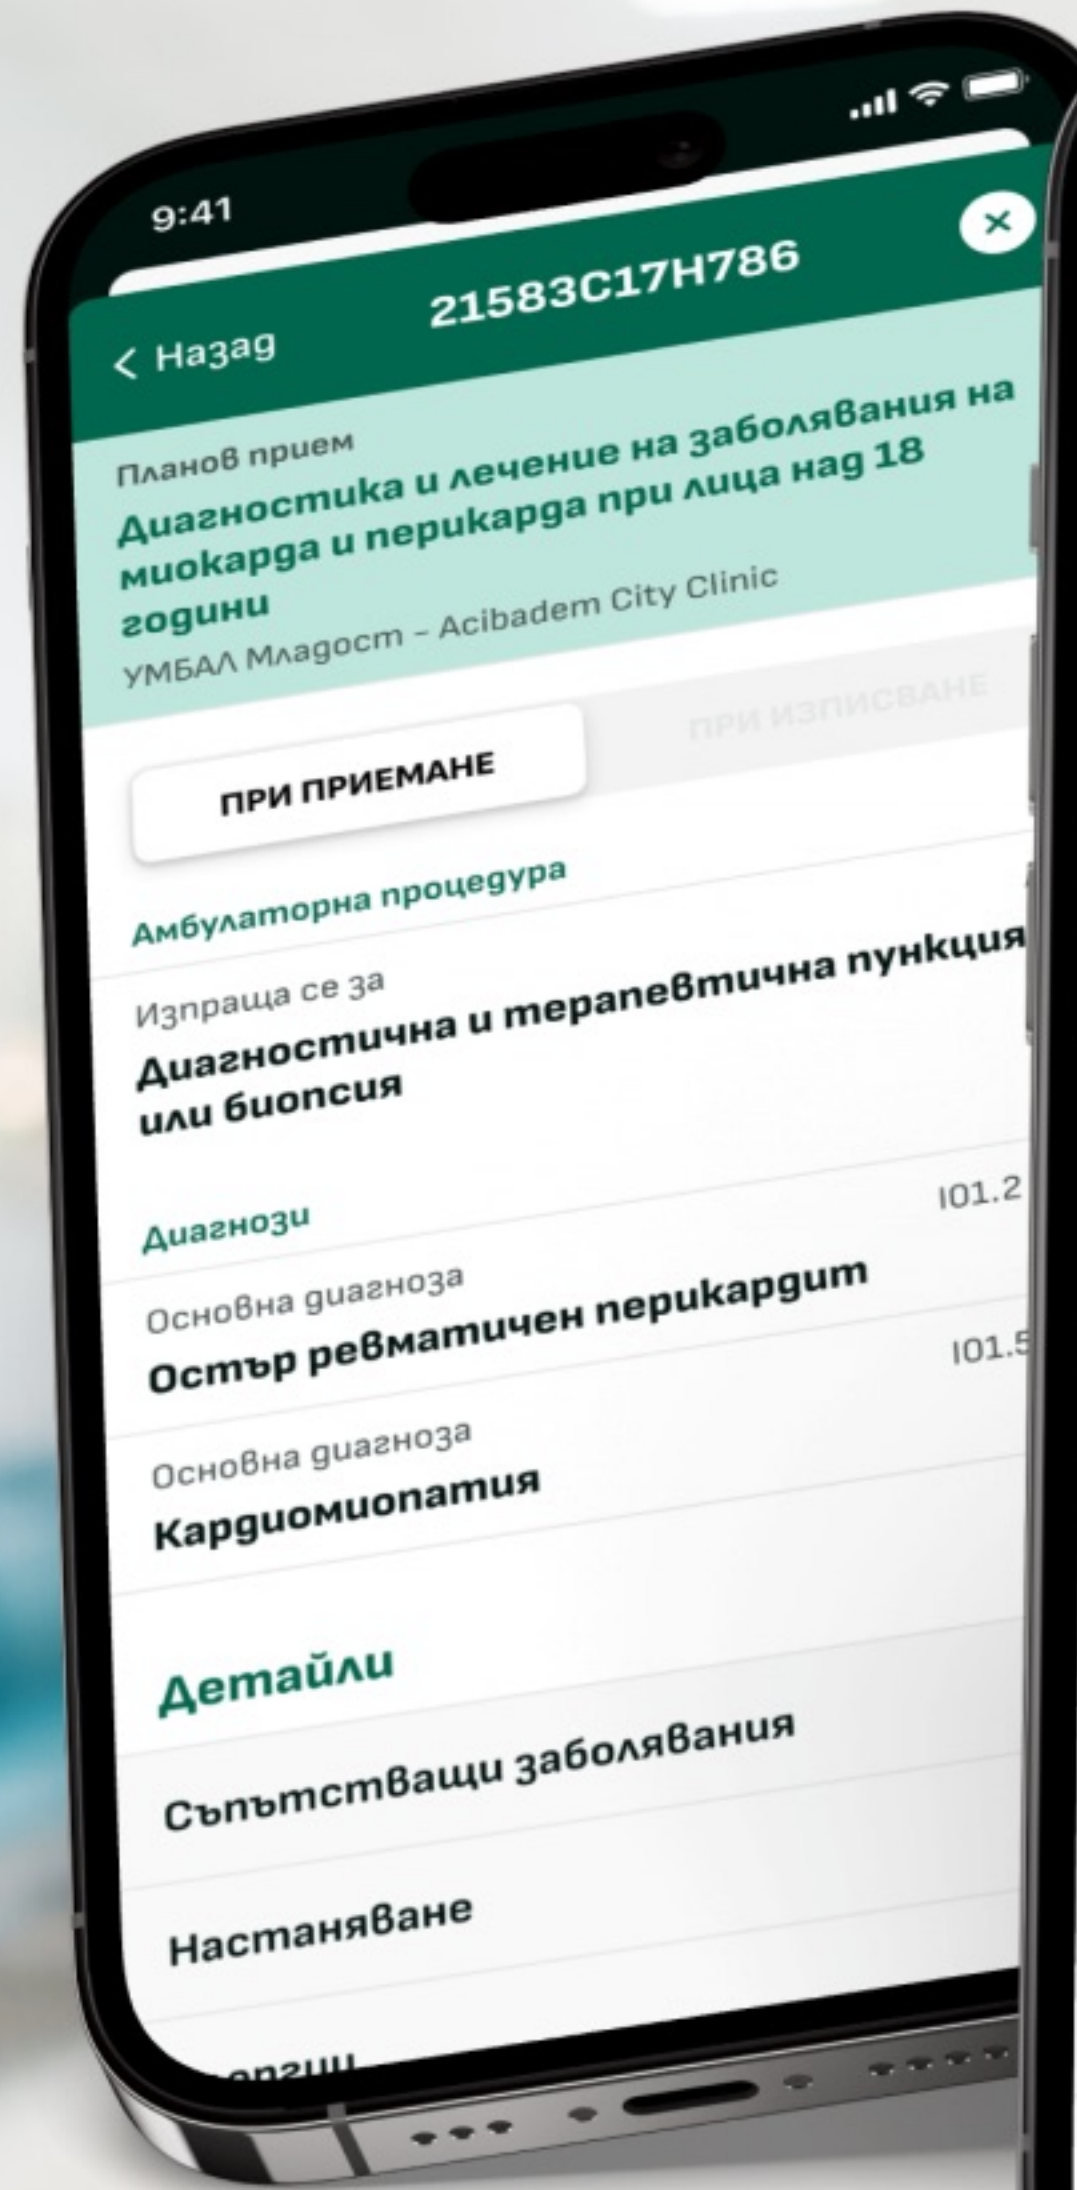 9:41
Назад
21583C17H786
Планов прием
Диагностика и лечение на заболявания на
миокарда и перикарда при лица над 18
години
УМБАЛ Младост - Acibadem City Clinic
ПРИ ПРИЕМАНЕ
ПРИ ИЗПИСВАНЕ
Амбулаторна процедура
Изпраща се за
Диагностична и терапевтична пункция
или биопсия
Диагнози
I01.2
Основна диагноза
Остър ревматичен перикардит
I01.5
Основна диагноза
Кардиомиопатия
Детайли
Съпътстващи заболявания
Настаняване